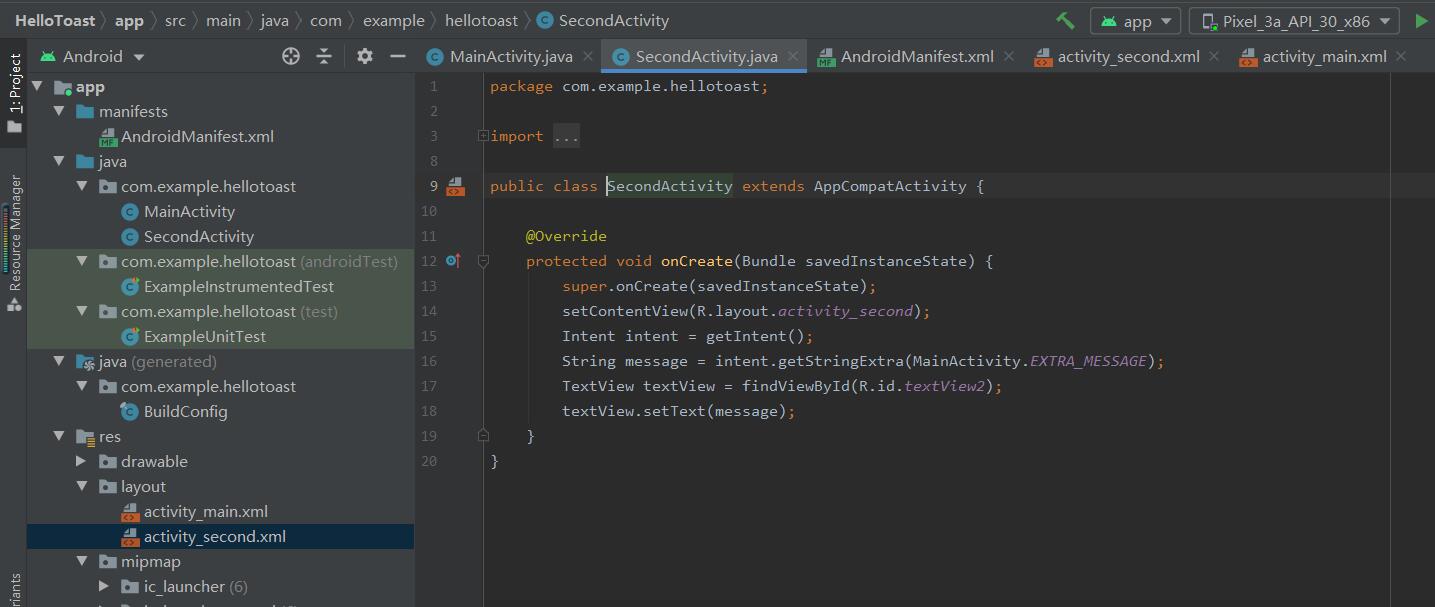 HelloToast app src main java com example hellotoast SecondActivity app Pixel_3a_API_30_x86
1: Project
Resource Manager
Android
app
manifests
AndroidManifest.xml
java
com.example.hellotoast
MainActivity
SecondActivity
com.example.hellotoast (androidTest)
ExampleInstrumentedTest
com.example.hellotoast (test)
ExampleUnitTest
java (generated)
com.example.hellotoast
BuildConfig
res
drawable
layout
activity_main.xml
activity_second.xml
mipmap
ic_launcher (6)
MainActivity.java SecondActivity.java AndroidManifest.xml activity_second.xml activity_main.xml
1 package com.example.hellotoast;
2
3 import ...
8
9 public class SecondActivity extends AppCompatActivity {
10
11 @Override
12 protected void onCreate(Bundle savedInstanceState) {
13 super.onCreate(savedInstanceState);
14 setContentView(R.layout.activity_second);
15 Intent intent = getIntent();
16 String message = intent.getStringExtra(MainActivity.EXTRA_MESSAGE);
17 TextView textView = findViewById(R.id.textView2);
18 textView.setText(message);
19 }
20 }